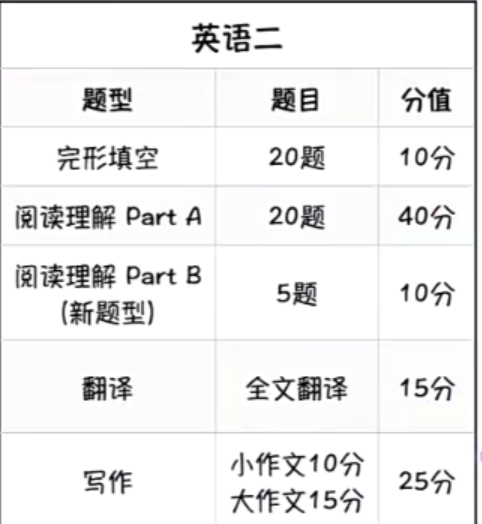 英语二
题型 题目 分值
完形填空 20题 10分
阅读理解 Part A 20题 40分
阅读理解 Part B
(新题型) 5题 10分
翻译 全文翻译 15分
写作 小作文10分
大作文15分 25分